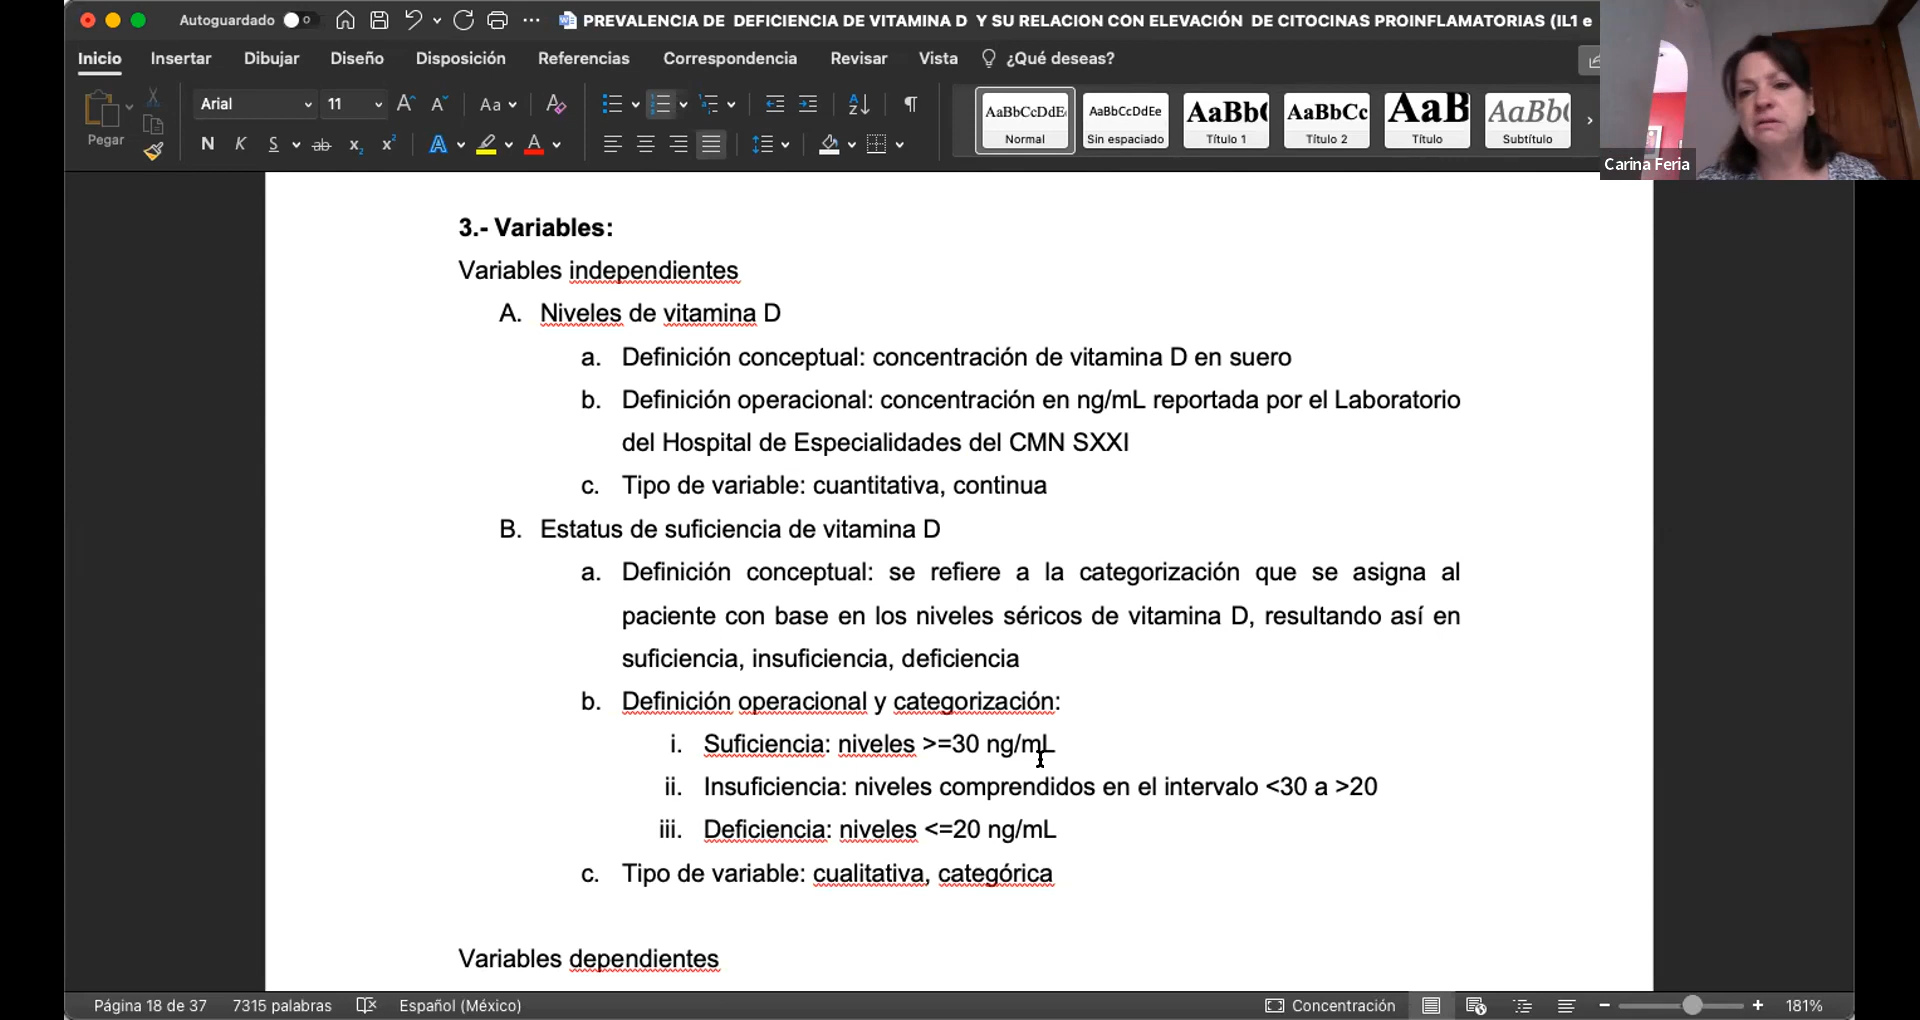 Autoguardado
PREVALENCIA DE DEFICIENCIA DE VITAMINA D Y SU RELACION CON ELEVACIÓN DE CITOCINAS PROINFLAMATORIAS (IL1 e
Inicio Insertar Dibujar Diseño Disposición Referencias Correspondencia Revisar Vista ¿Qué deseas?
Pegar
Arial 11
Aa
N K S ab x₂ x²
AaBbCcDdEe AaBbCcDdEe AaBb( AaBbCc AaB AaBb(
Normal Sin espaciado Título 1 Título 2 Título Subtítulo
Carina Feria
3.- Variables:
Variables independientes
A. Niveles de vitamina D
a. Definición conceptual: concentración de vitamina D en suero
b. Definición operacional: concentración en ng/mL reportada por el Laboratorio
del Hospital de Especialidades del CMN SXXI
c. Tipo de variable: cuantitativa, continua
B. Estatus de suficiencia de vitamina D
a. Definición conceptual: se refiere a la categorización que se asigna al
paciente con base en los niveles séricos de vitamina D, resultando así en
suficiencia, insuficiencia, deficiencia
b. Definición operacional y categorización:
i. Suficiencia: niveles >=30 ng/mL
ii. Insuficiencia: niveles comprendidos en el intervalo <30 a >20
iii. Deficiencia: niveles <=20 ng/mL
c. Tipo de variable: cualitativa, categórica
Variables dependientes
Página 18 de 37 7315 palabras Español (México) Concentración 181%